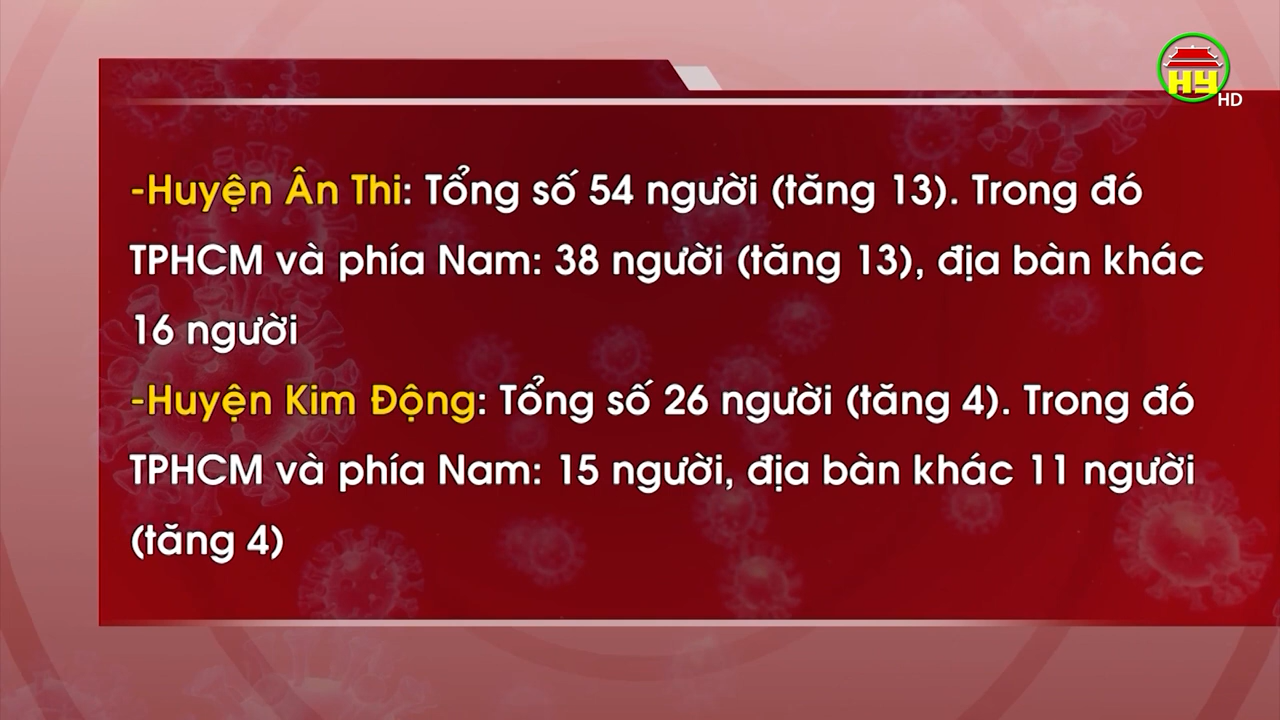 HY
HD
-Huyện Ân Thi: Tổng số 54 người (tăng 13). Trong đó
TPHCM và phía Nam: 38 người (tăng 13), địa bàn khác
16 người
-Huyện Kim Động: Tổng số 26 người (tăng 4). Trong đó
TPHCM và phía Nam: 15 người, địa bàn khác 11 người
(tăng 4)